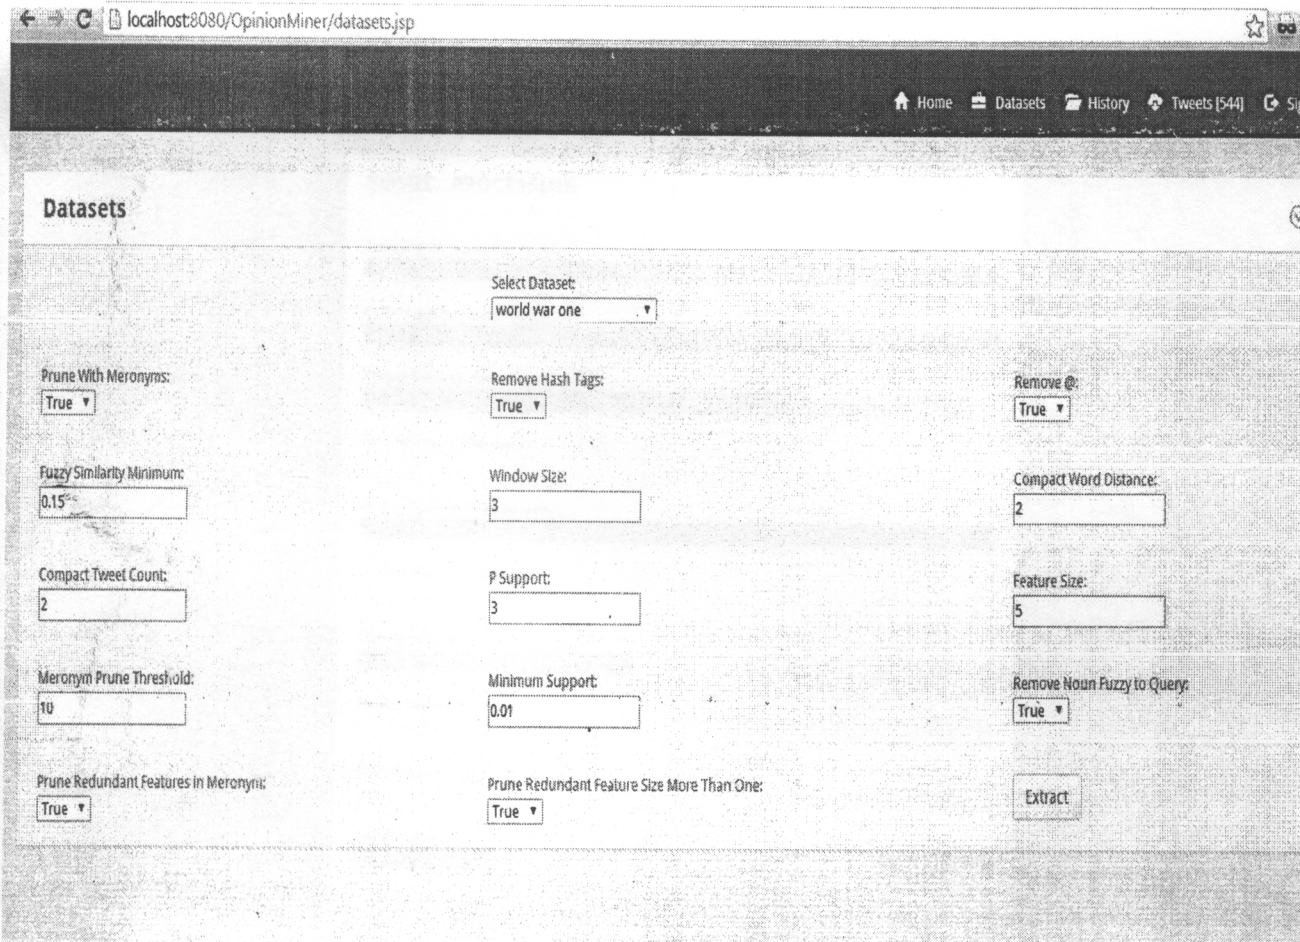 localhost:8080/OpinionMiner/datasets.jsp
Home Datasets History Tweets [544]
Datasets
Select Dataset:
world war one
Prune With Meronyms: Remove Hash Tags: Remove @:
True True True
Fuzzy Similarity Minimum: Window Size: Compact Word Distance:
0.15 3 2
Compact Tweet Count: P Support: Feature Size:
2 3 5
Meronym Prune Threshold: Minimum Support: Remove Noun Fuzzy to Query:
10 0.01 True
Prune Redundant Features in Meronym: Prune Redundant Feature Size More Than One:
True True Extract